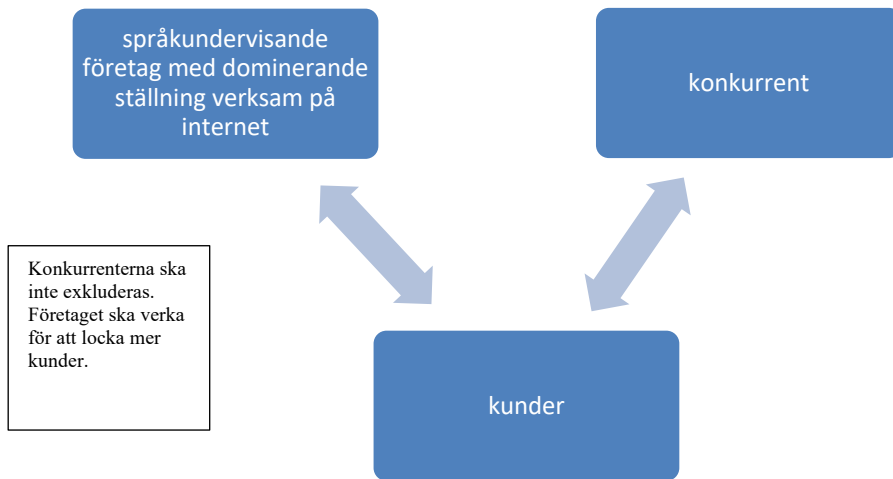 språkundervisande
företag med dominerande
ställning verksam på
internet
konkurrent
Konkurrenterna ska
inte exkluderas.
Företaget ska verka
för att locka mer
kunder.
kunder